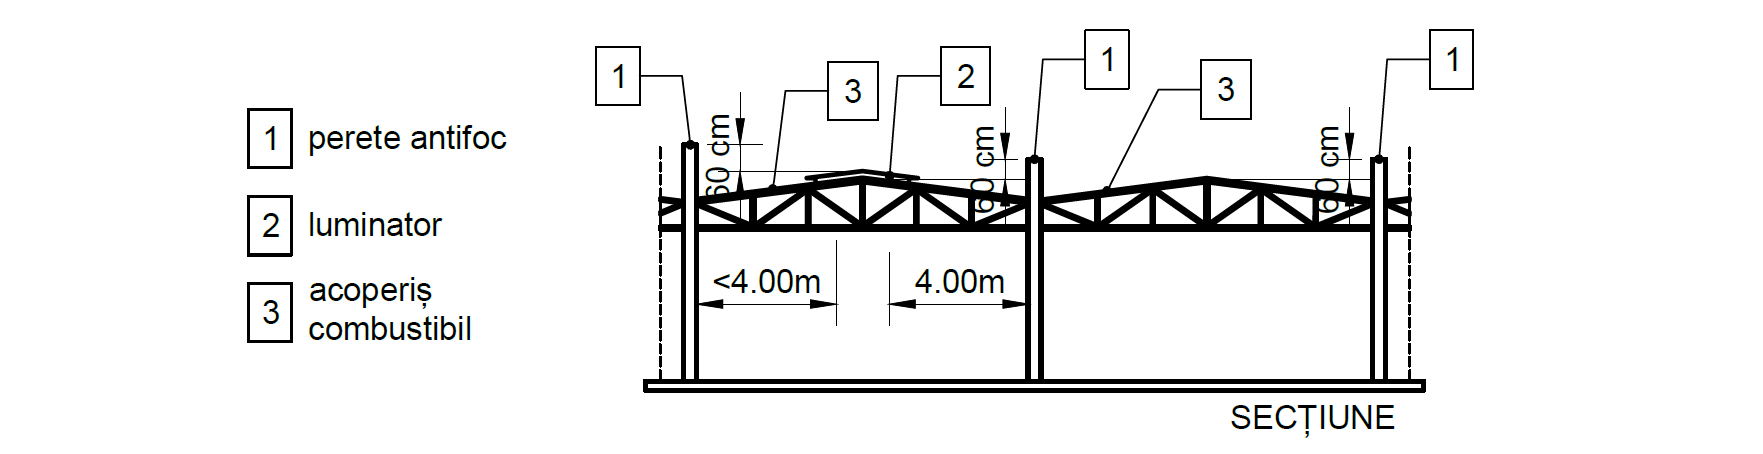 1 1 1
3 2 3
1 perete antifoc
60 cm 60 cm 60 cm
2 luminator
3 acoperiș
combustibil
<4.00m 4.00m
SECȚIUNE